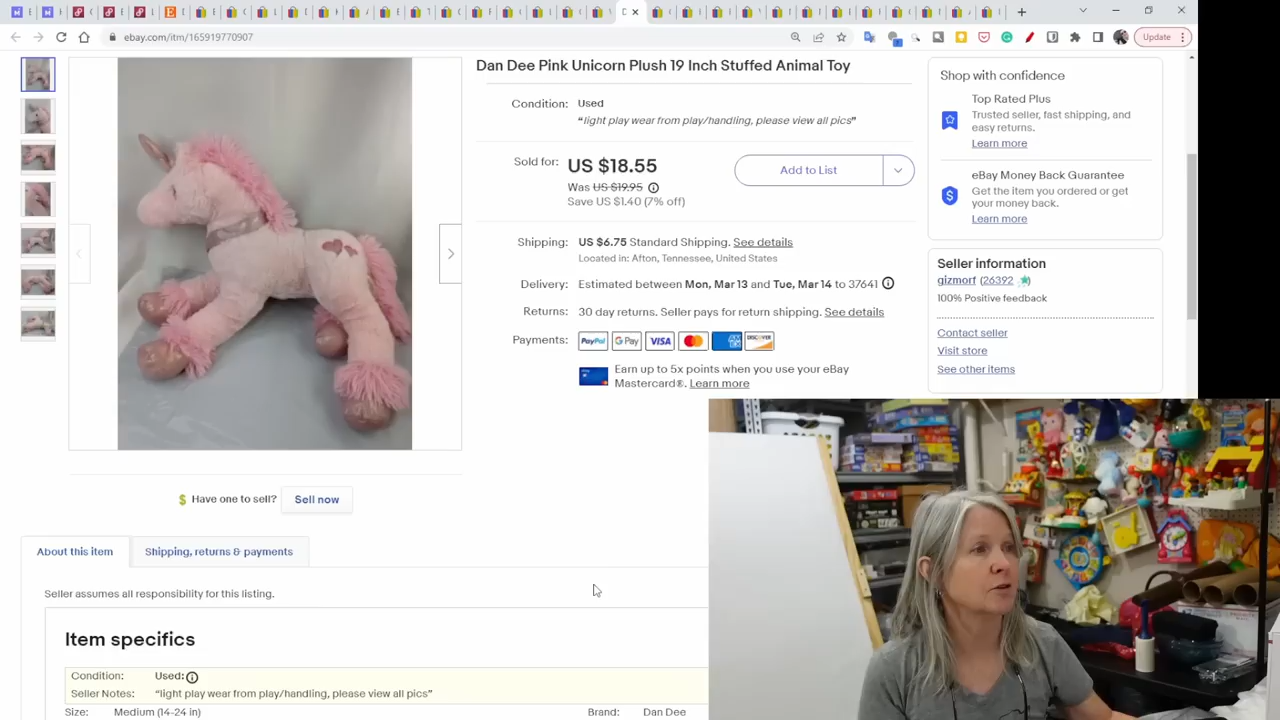 ebay.com/itm/165919770907
Update
Dan Dee Pink Unicorn Plush 19 Inch Stuffed Animal Toy
Condition: Used
"light play wear from play/handling, please view all pics"
Sold for: US $18.55
Was US $19.95
Save US $1.40 (7% off)
Add to List
Shipping: US $6.75 Standard Shipping. See details
Located in: Afton, Tennessee, United States
Delivery: Estimated between Mon, Mar 13 and Tue, Mar 14 to 37641
Returns: 30 day returns. Seller pays for return shipping. See details
Payments: PayPal G Pay VISA DISCOVER
Earn up to 5x points when you use your eBay
Mastercard®. Learn more
Shop with confidence
Top Rated Plus
Trusted seller, fast shipping, and
easy returns.
Learn more
eBay Money Back Guarantee
Get the item you ordered or get
your money back.
Learn more
Seller information
gizmorf (26392)
100% Positive feedback
Contact seller
Visit store
See other items
Have one to sell? Sell now
About this item Shipping, returns & payments
Seller assumes all responsibility for this listing.
Item specifics
Condition: Used:
Seller Notes: "light play wear from play/handling, please view all pics"
Size: Medium (14-24 in) Brand: Dan Dee